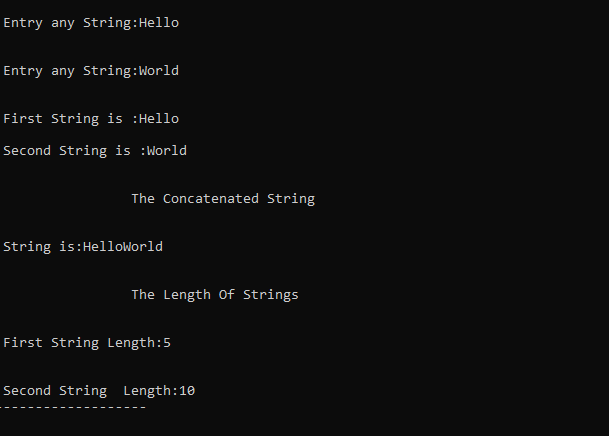 Entry any String:Hello
Entry any String:World
First String is :Hello
Second String is :World
The Concatenated String
String is:HelloWorld
The Length Of Strings
First String Length:5
Second String  Length:10
-------------------